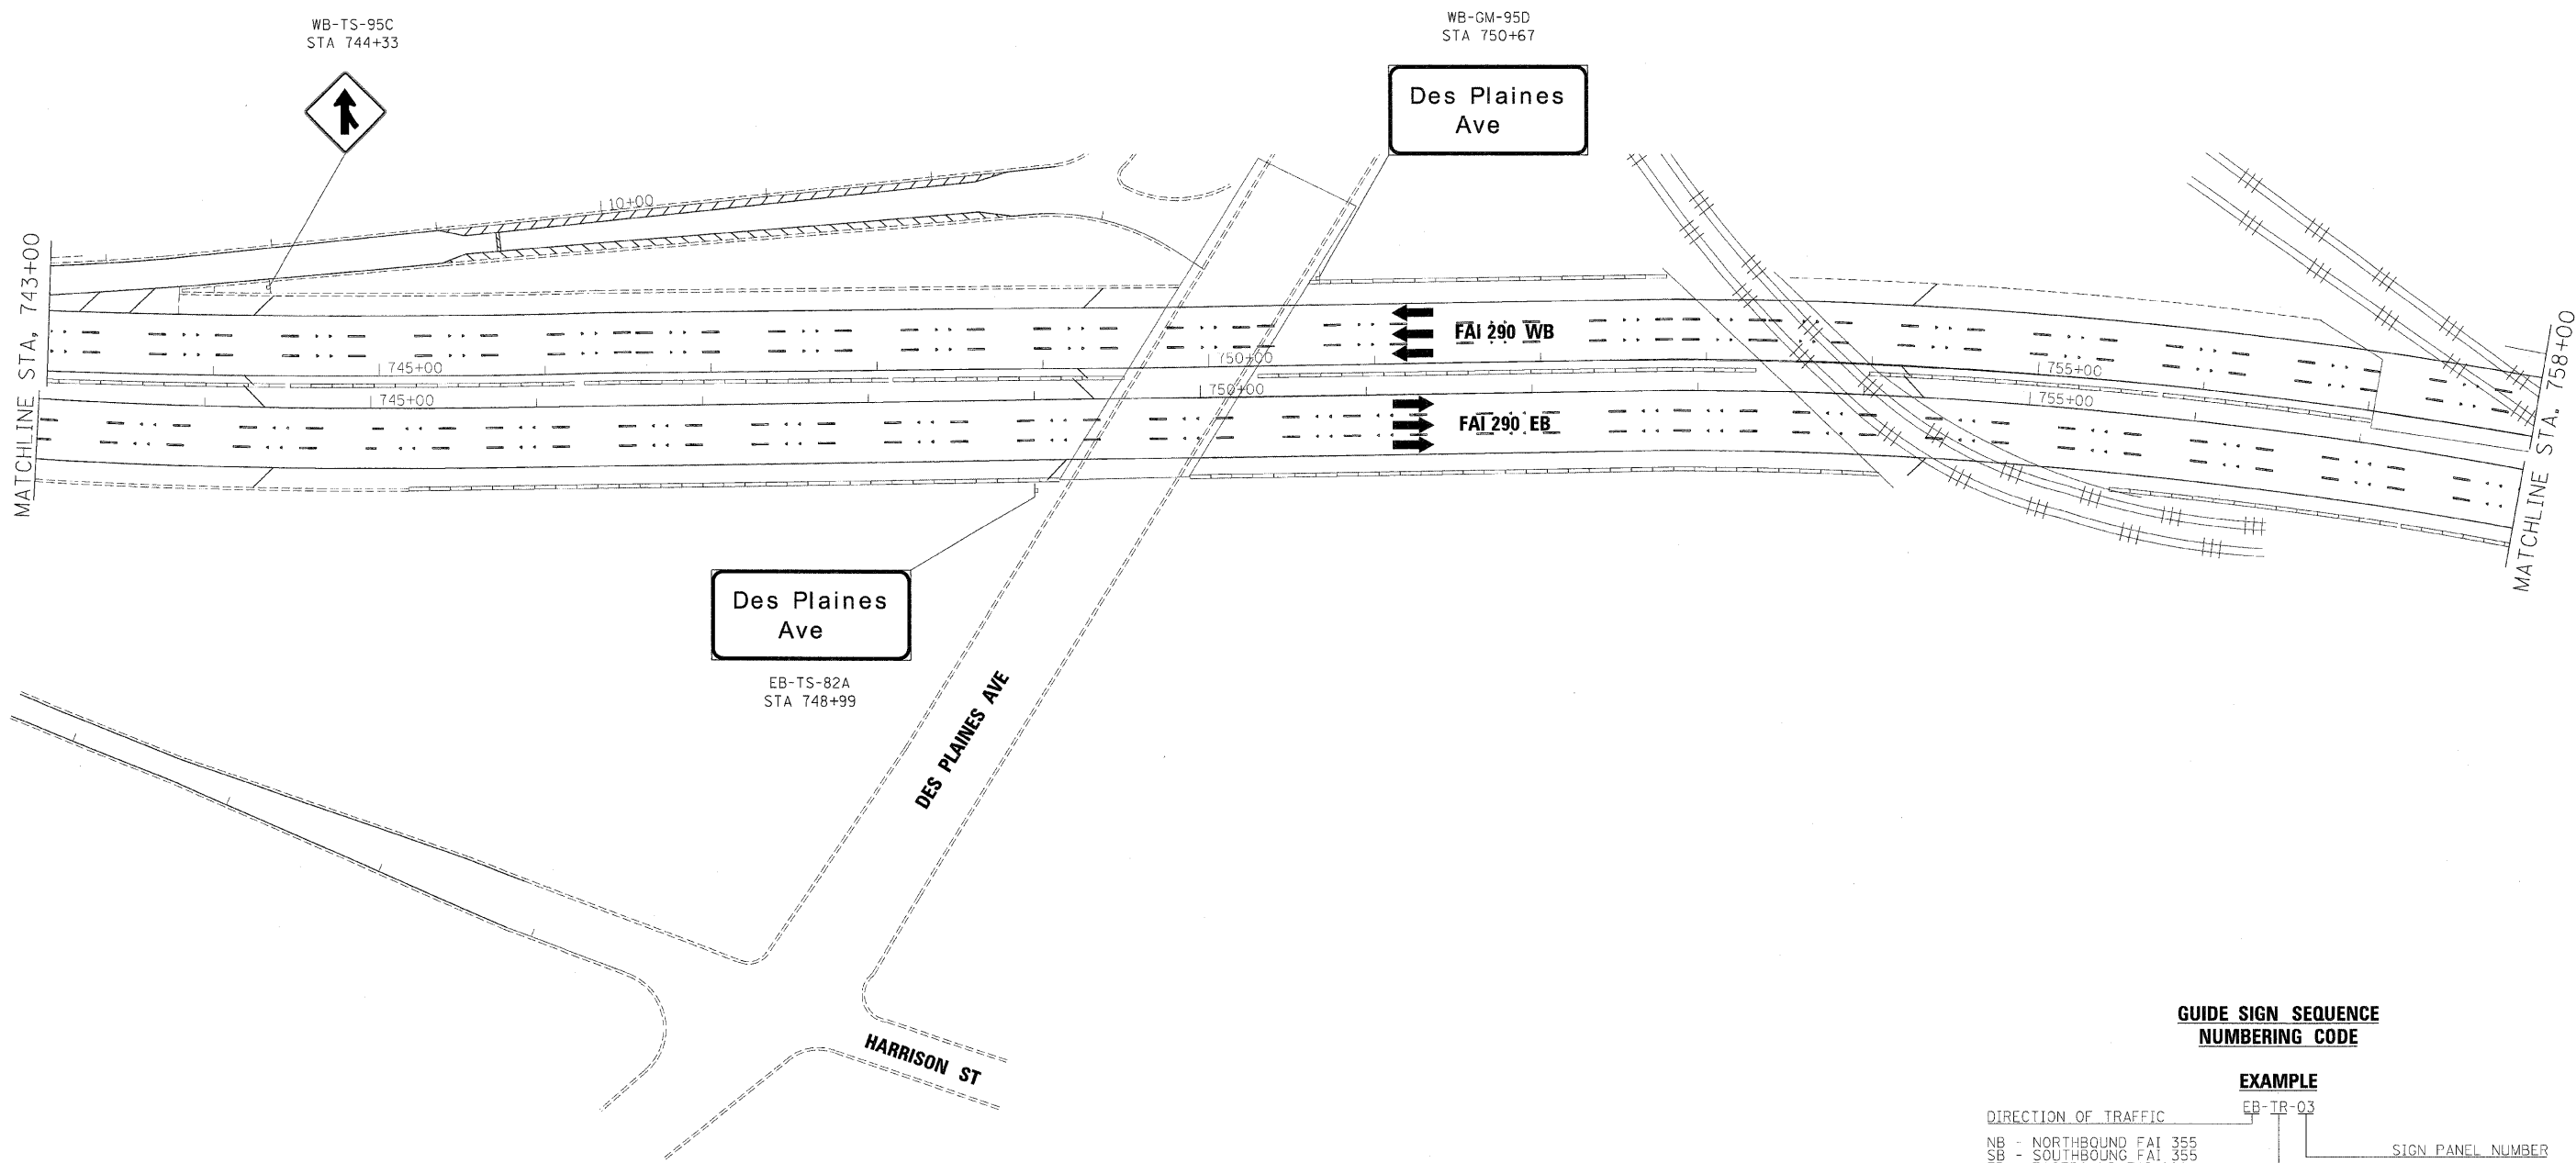 WB-TS-95C
STA 744+33
WB-GM-95D
STA 750+67
Des Plaines
Ave
10+00
MATCHLINE STA. 743+00
FAI 290 WB
745+00
750+00
755+00
745+00
750+00
755+00
FAI 290 EB
MATCHLINE STA. 758+00
Des Plaines
Ave
EB-TS-82A
STA 748+99
DES PLAINES AVE
HARRISON ST
GUIDE SIGN SEQUENCE
NUMBERING CODE
EXAMPLE
EB-TR-03
DIRECTION OF TRAFFIC
NB - NORTHBOUND FAI 355
SB - SOUTHBOUNG FAI 355
SIGN PANEL NUMBER